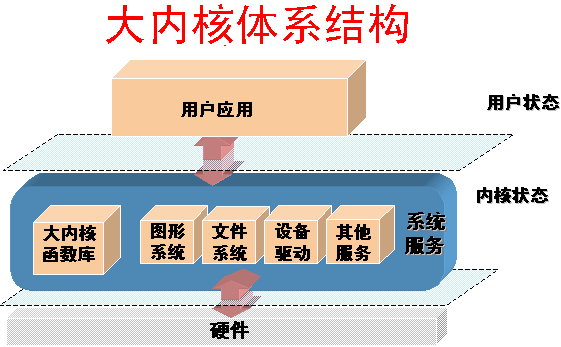 大内核体系结构
用户应用
用户状态
内核状态
大内核
函数库
图形
系统
文件
系统
设备
驱动
其他
服务
系统
服务
硬件